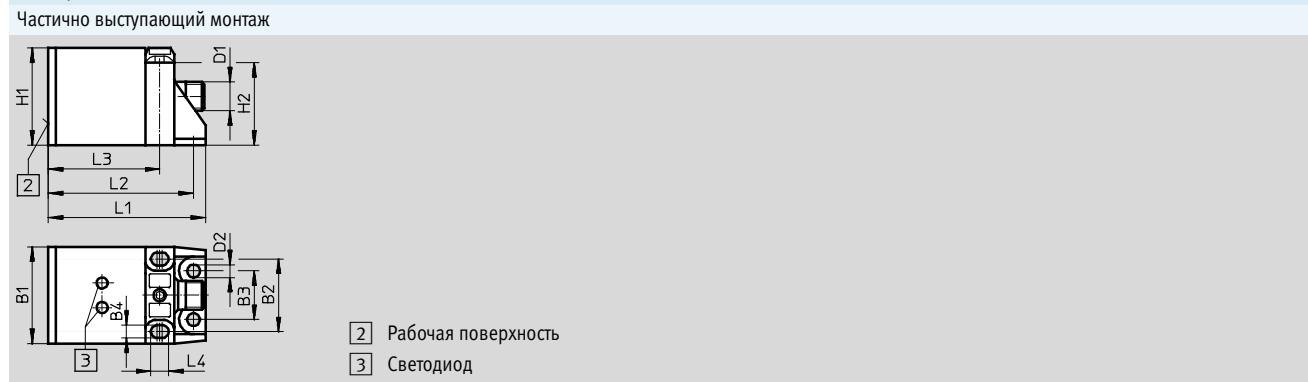 Частично выступающий монтаж
D1
H1
H2
L3
2
L2
L1
D2
B1
B4
B3
B2
3
L4
2 Рабочая поверхность
3 Светодиод